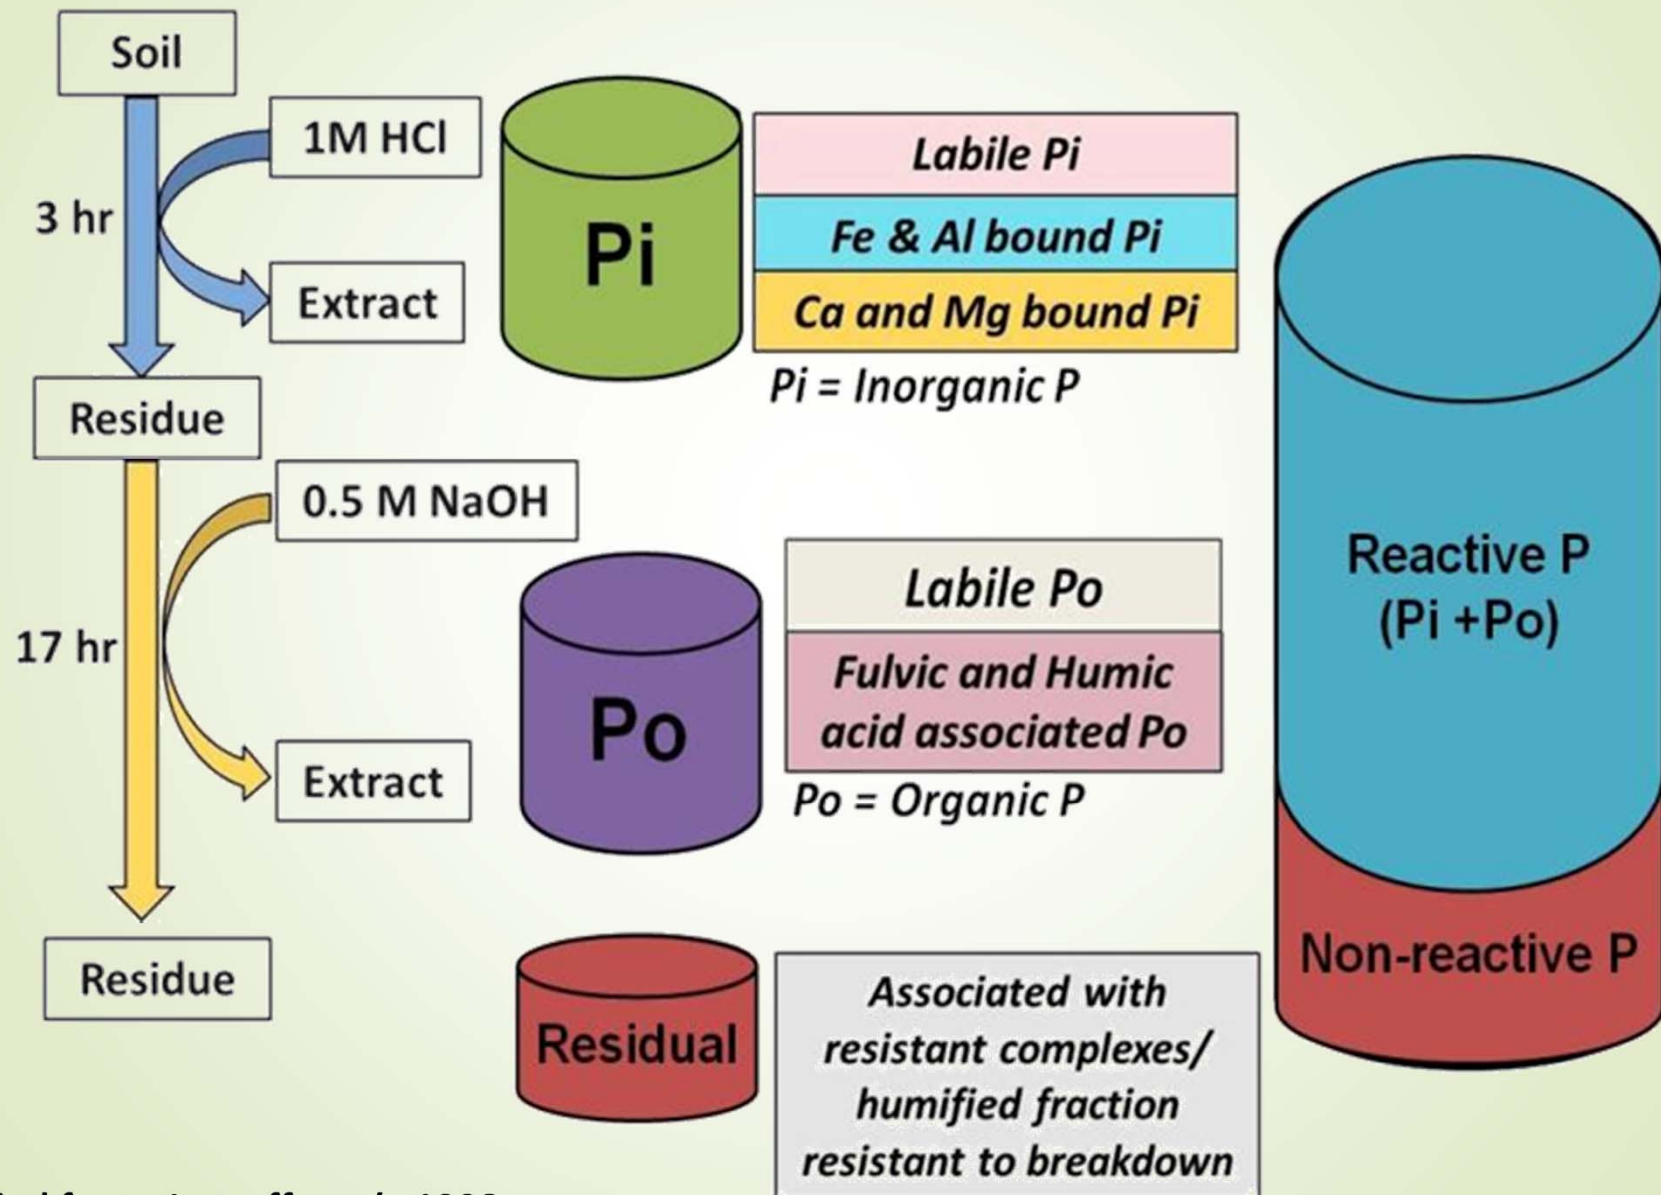 Soil
1M HCl
3 hr
Extract
Residue
0.5 M NaOH
17 hr
Extract
Residue
Pi
Labile Pi
Fe & Al bound Pi
Ca and Mg bound Pi
Pi = Inorganic P
Po
Labile Po
Fulvic and Humic
acid associated Po
Po = Organic P
Residual
Associated with
resistant complexes/
humified fraction
resistant to breakdown
Reactive P
(Pi +Po)
Non-reactive P